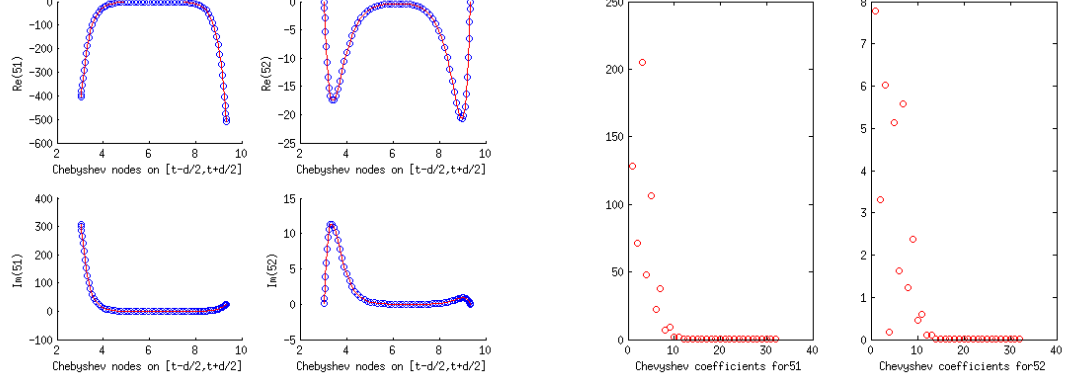 0
-100
-200
-300
-400
-500
-600
Re(51)
2 4 6 8 10
Chebyshev nodes on [t-d/2,t+d/2]
0
-5
-10
-15
-20
-25
Re(52)
2 4 6 8 10
Chebyshev nodes on [t-d/2,t+d/2]
400
300
200
100
0
-100
Im(51)
2 4 6 8 10
Chebyshev nodes on [t-d/2,t+d/2]
15
10
5
0
-5
Im(52)
2 4 6 8 10
Chebyshev nodes on [t-d/2,t+d/2]
250
200
150
100
50
0
0 10 20 30 40
Chevyshev coefficients for51
8
7
6
5
4
3
2
1
0
0 10 20 30 40
Chevyshev coefficients for52